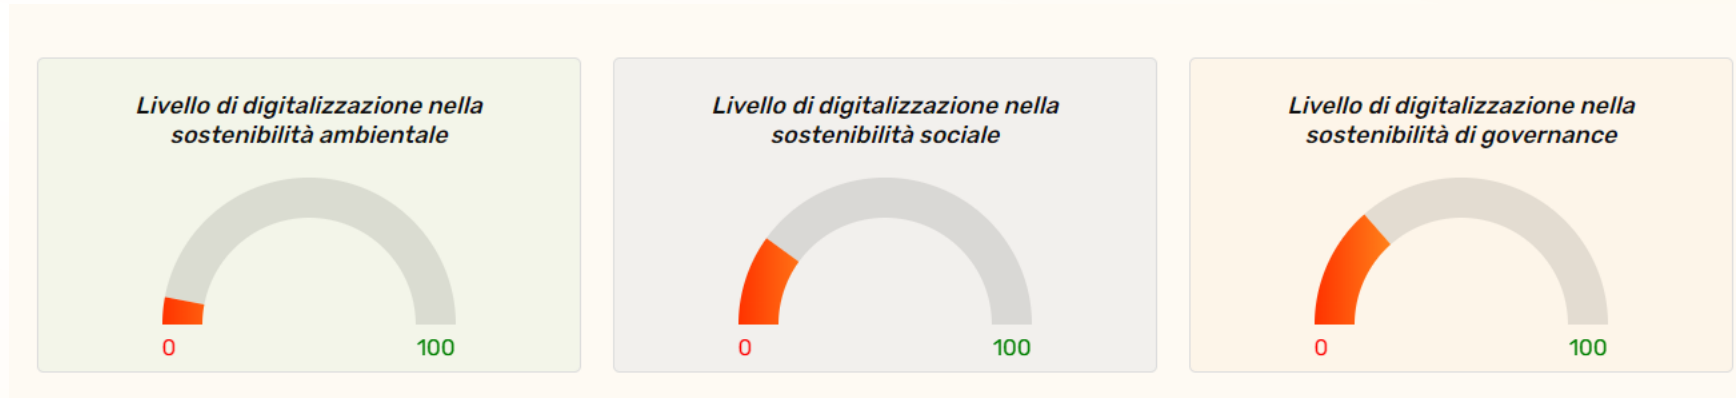 Livello di digitalizzazione nella
sostenibilità ambientale
0
100
Livello di digitalizzazione nella
sostenibilità sociale
0
100
Livello di digitalizzazione nella
sostenibilità di governance
0
100